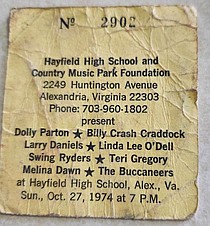 No 2902
Hayfield High School and
Country Music Park Foundation
2249 Huntington Avenue
Alexandria, Virginia 22303
Phone: 703-960-1802
present
Dolly Parton ★ Billy Crash Craddock
Larry Daniels ★ Linda Lee O'Dell
Swing Ryders ★ Teri Gregory
Melina Dawn ★ The Buccaneers
at Hayfield High School, Alex., Va.
Sun., Oct. 27, 1974 at 7 P.M.